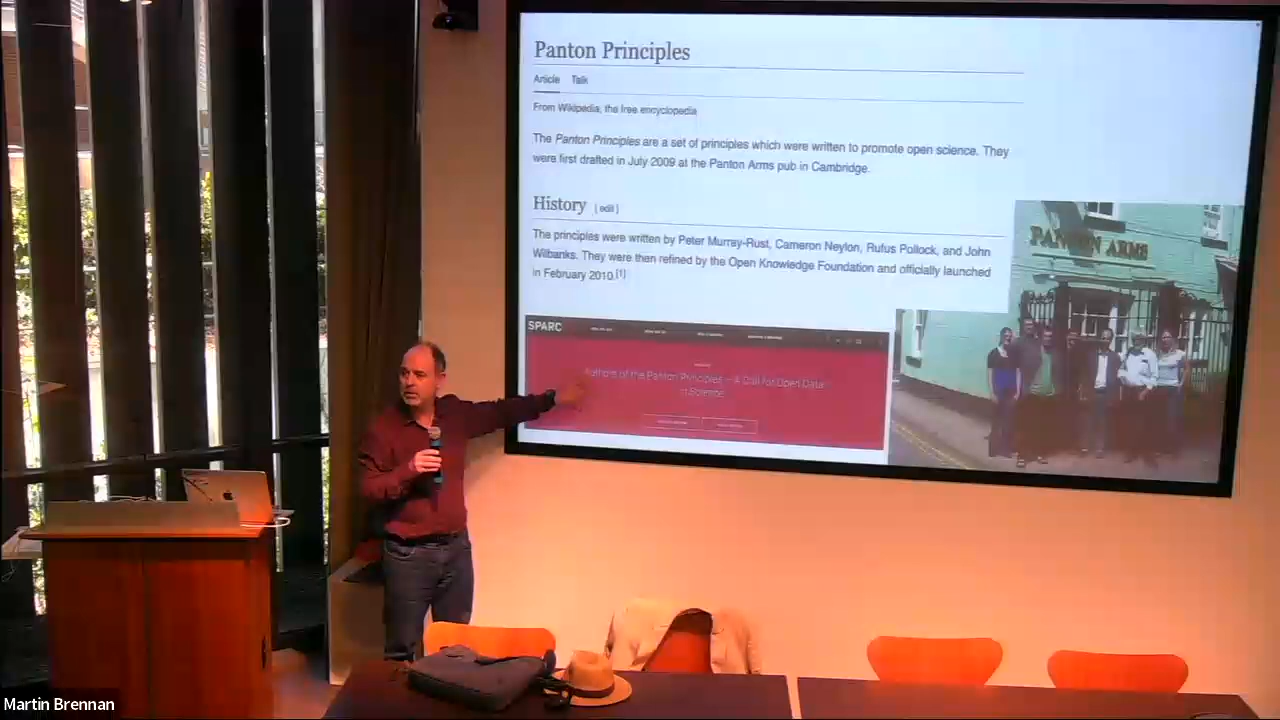 Panton Principles
Article Talk
From Wikipedia, the free encyclopedia
The Panton Principles are a set of principles which were written to promote open science. They
were first drafted in July 2009 at the Panton Arms pub in Cambridge.
History [ edit ]
The principles were written by Peter Murray-Rust, Cameron Neylon, Rufus Pollock, and John
Wilbanks. They were then refined by the Open Knowledge Foundation and officially launched
in February 2010.[1]
PANTON ARMS
SPARC
Authors of the Panton Principles – A Call for Open Data
in Science
Martin Brennan